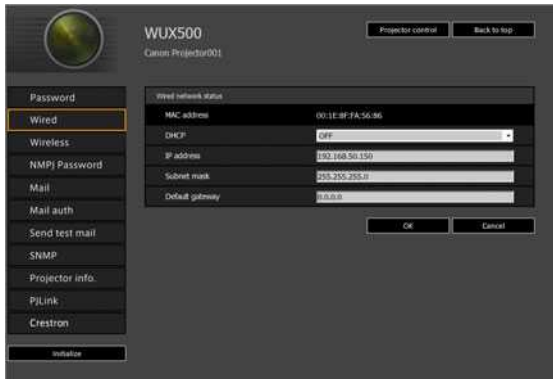 WUX500
Canon Projector001
Projector control
Back to top
Password
Wired
Wireless
NMPj Password
Mail
Mail auth
Send test mail
SNMP
Projector info.
PJLink
Crestron
Initialize
Wired network status
MAC address 00:1E:8F:FA:56:86
DHCP OFF
IP address 192.168.50.150
Subnet mask 255.255.255.0
Default gateway 0.0.0.0
OK Cancel